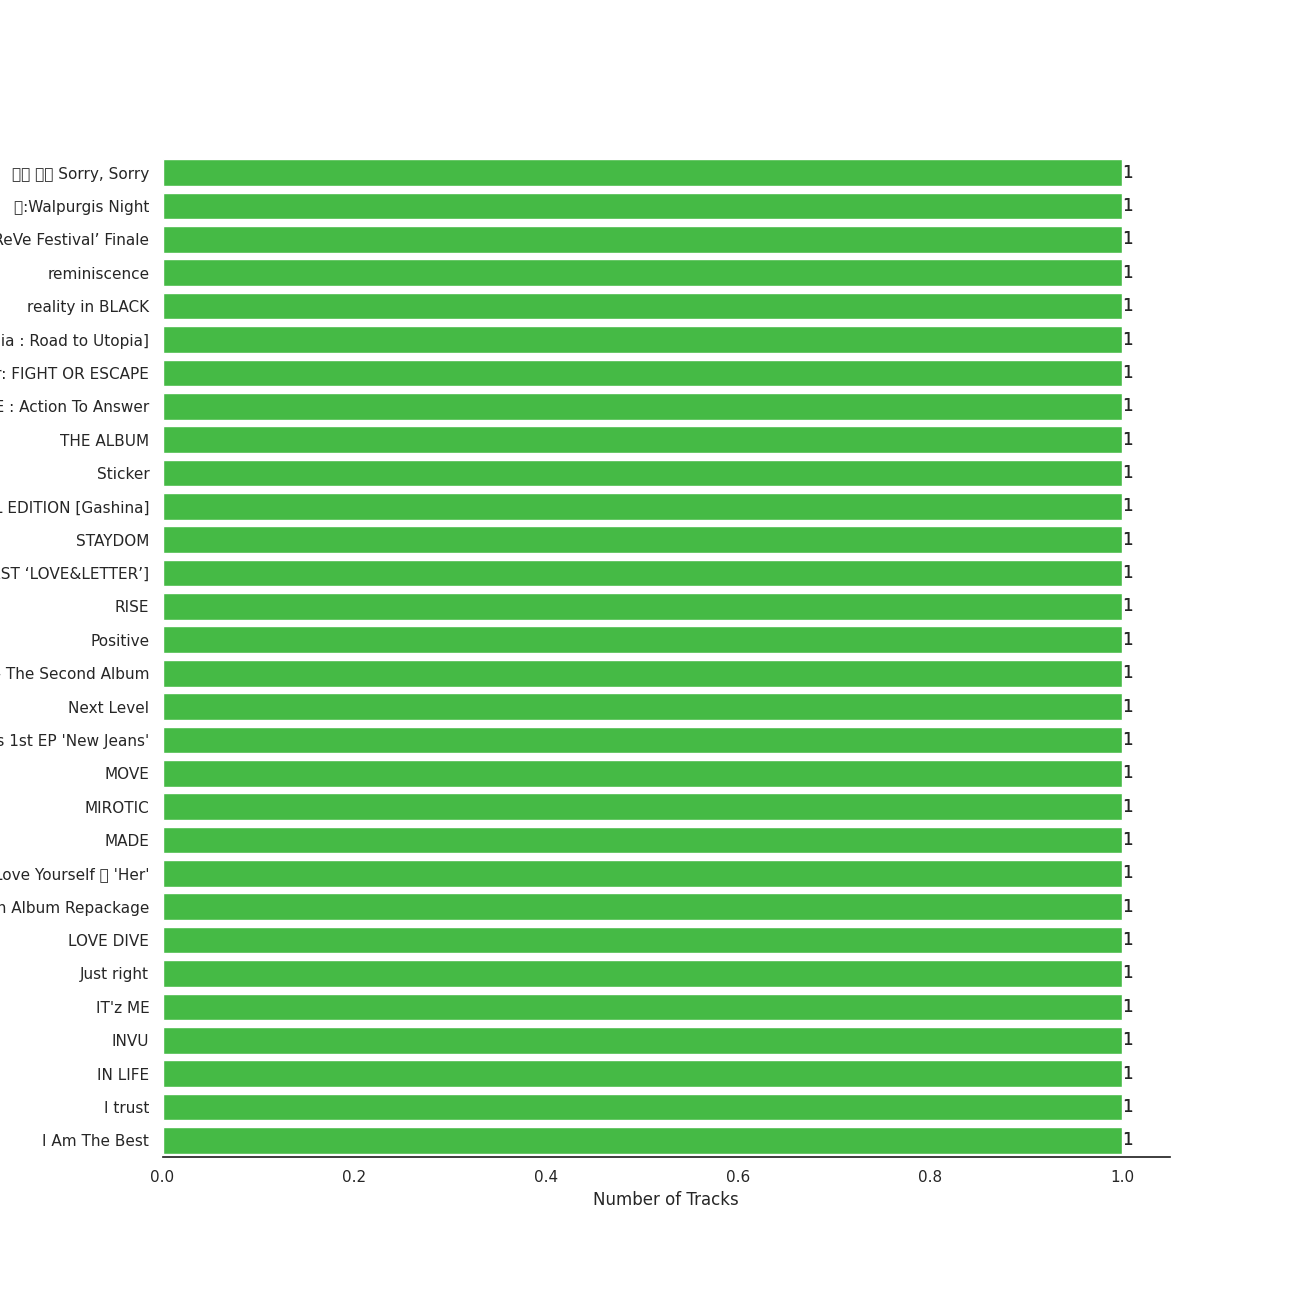 Sorry, Sorry 1
:Walpurgis Night 1
ReVe Festival’ Finale 1
reminiscence 1
reality in BLACK 1
ia : Road to Utopia] 1
: FIGHT OR ESCAPE 1
E : Action To Answer 1
THE ALBUM 1
Sticker 1
EDITION [Gashina] 1
STAYDOM 1
ST ‘LOVE&LETTER’] 1
RISE 1
Positive 1
The Second Album 1
Next Level 1
s 1st EP 'New Jeans' 1
MOVE 1
MIROTIC 1
MADE 1
Love Yourself 'Her' 1
Album Repackage 1
LOVE DIVE 1
Just right 1
IT'z ME 1
INVU 1
IN LIFE 1
I trust 1
I Am The Best 1
0.0 0.2 0.4 0.6 0.8 1.0
Number of Tracks